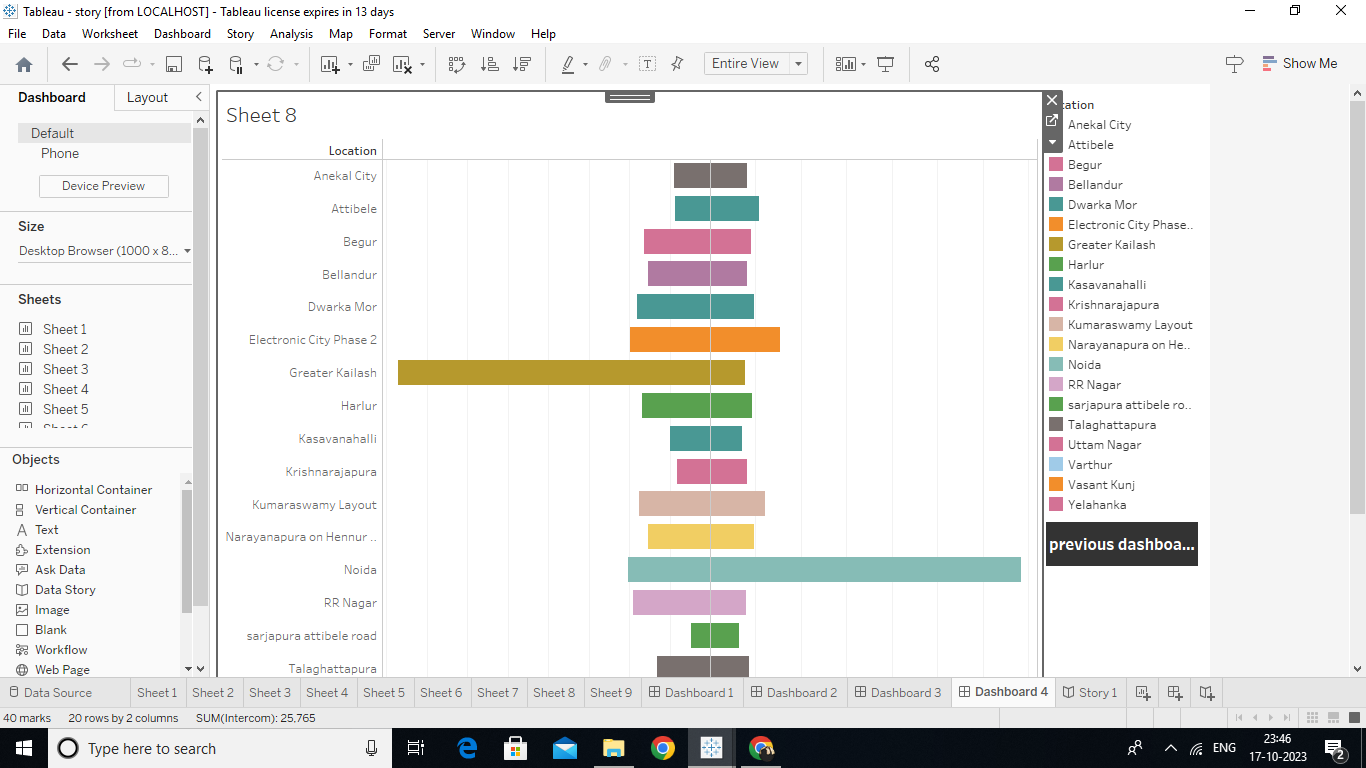 Tableau - story [from LOCALHOST] - Tableau license expires in 13 days
File Data Worksheet Dashboard Story Analysis Map Format Server Window Help
Entire View
Show Me
Dashboard Layout
Default
Phone
Device Preview
Size
Desktop Browser (1000 x 8...
Sheets
Sheet 1
Sheet 2
Sheet 3
Sheet 4
Sheet 5
Objects
Horizontal Container
Vertical Container
Text
Extension
Ask Data
Data Story
Image
Blank
Workflow
Web Page
Sheet 8
Location
Anekal City
Attibele
Begur
Bellandur
Dwarka Mor
Electronic City Phase 2
Greater Kailash
Harlur
Kasavanahalli
Krishnarajapura
Kumaraswamy Layout
Narayanapura on Hennur ..
Noida
RR Nagar
sarjapura attibele road
Talaghattapura
Anekal City
Attibele
Begur
Bellandur
Dwarka Mor
Electronic City Phase..
Greater Kailash
Harlur
Kasavanahalli
Krishnarajapura
Kumaraswamy Layout
Narayanapura on He..
Noida
RR Nagar
sarjapura attibele ro..
Talaghattapura
Uttam Nagar
Varthur
Vasant Kunj
Yelahanka
previous dashboa...
Data Source Sheet 1 Sheet 2 Sheet 3 Sheet 4 Sheet 5 Sheet 6 Sheet 7 Sheet 8 Sheet 9 Dashboard 1 Dashboard 2 Dashboard 3 Dashboard 4 Story 1
40 marks 20 rows by 2 columns SUM(Intercom): 25,765
Type here to search
ENG
23:46
17-10-2023
2